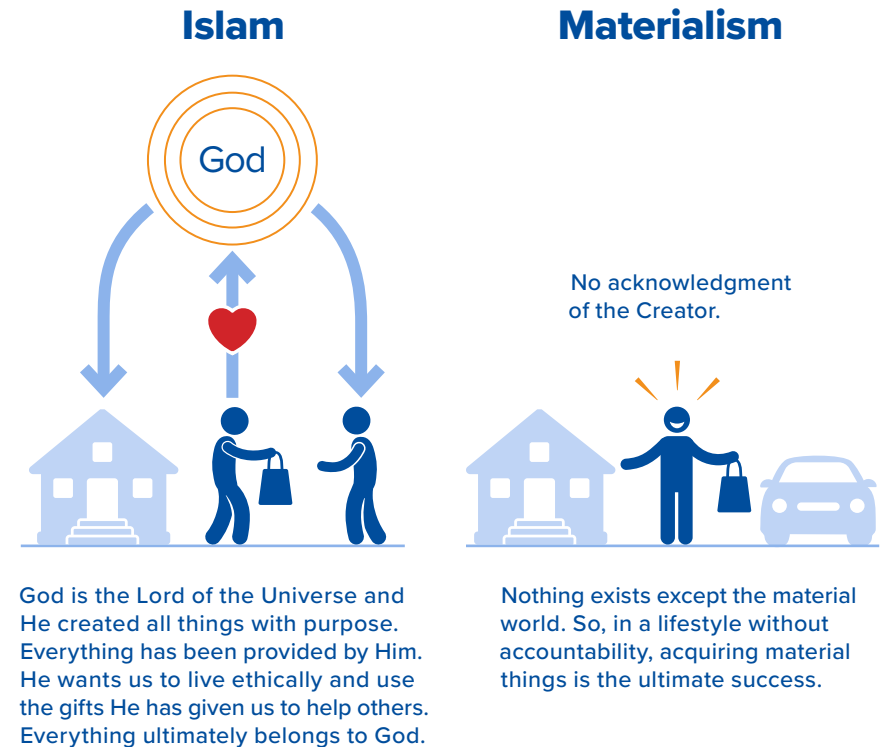 Islam
God
God is the Lord of the Universe and
He created all things with purpose.
Everything has been provided by Him.
He wants us to live ethically and use
the gifts He has given us to help others.
Everything ultimately belongs to God.
Materialism
No acknowledgment
of the Creator.
Nothing exists except the material
world. So, in a lifestyle without
accountability, acquiring material
things is the ultimate success.